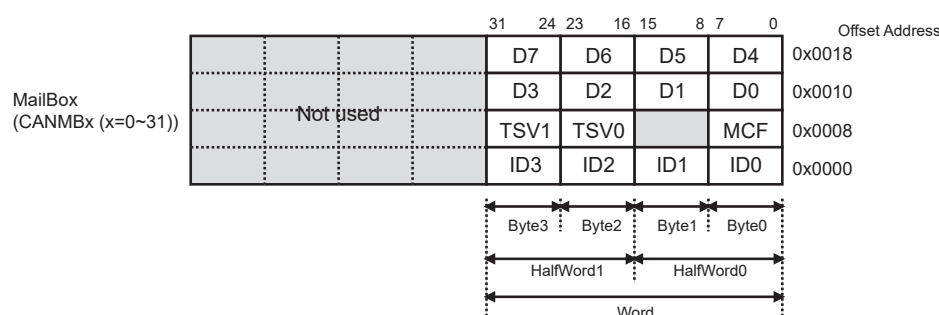 31 24 23 16 15 8 7 0 Offset Address
D7 D6 D5 D4 0x0018
D3 D2 D1 D0 0x0010
MailBox
(CANMBx (x=0~31))
Not used
TSV1 TSV0 MCF 0x0008
ID3 ID2 ID1 ID0 0x0000
Byte3 Byte2 Byte1 Byte0
HalfWord1 HalfWord0
Word